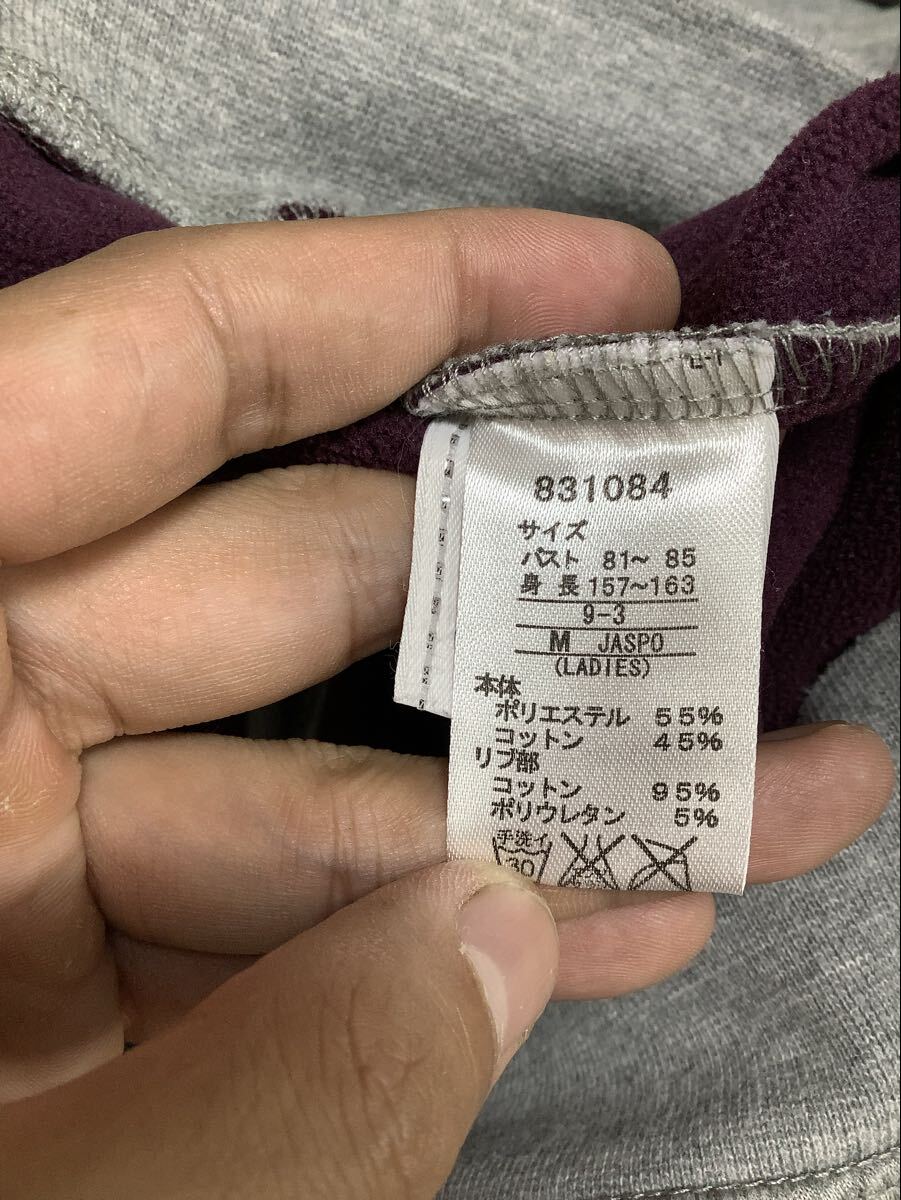 831084
サイズ
バスト 81～ 85
身 長 157～163
9-3
M JASPO
(LADIES)
本体
ポリエステル 55%
コットン 45%
リブ部
コットン 95%
ポリウレタン 5%
手洗イ
30